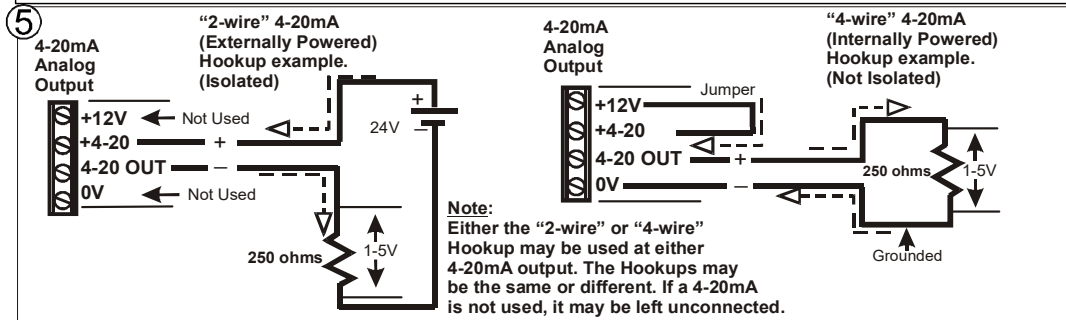 5
4-20mA
Analog
Output
"2-wire" 4-20mA
(Externally Powered)
Hookup example.
(Isolated)
+12V
Not Used
+4-20
+
4-20 OUT
–
0V
Not Used
+
24V
–
250 ohms
1-5V
Note:
Either the "2-wire" or "4-wire"
Hookup may be used at either
4-20mA output. The Hookups may
be the same or different. If a 4-20mA
is not used, it may be left unconnected.
4-20mA
Analog
Output
"4-wire" 4-20mA
(Internally Powered)
Hookup example.
(Not Isolated)
Jumper
+12V
+4-20
4-20 OUT
+
0V
–
250 ohms
1-5V
Grounded